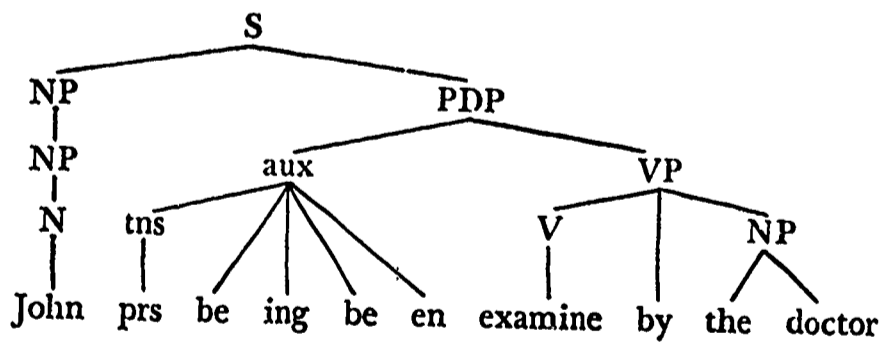 S
NP PDP
NP aux VP
N tns V NP
John prs be ing be en examine by the doctor